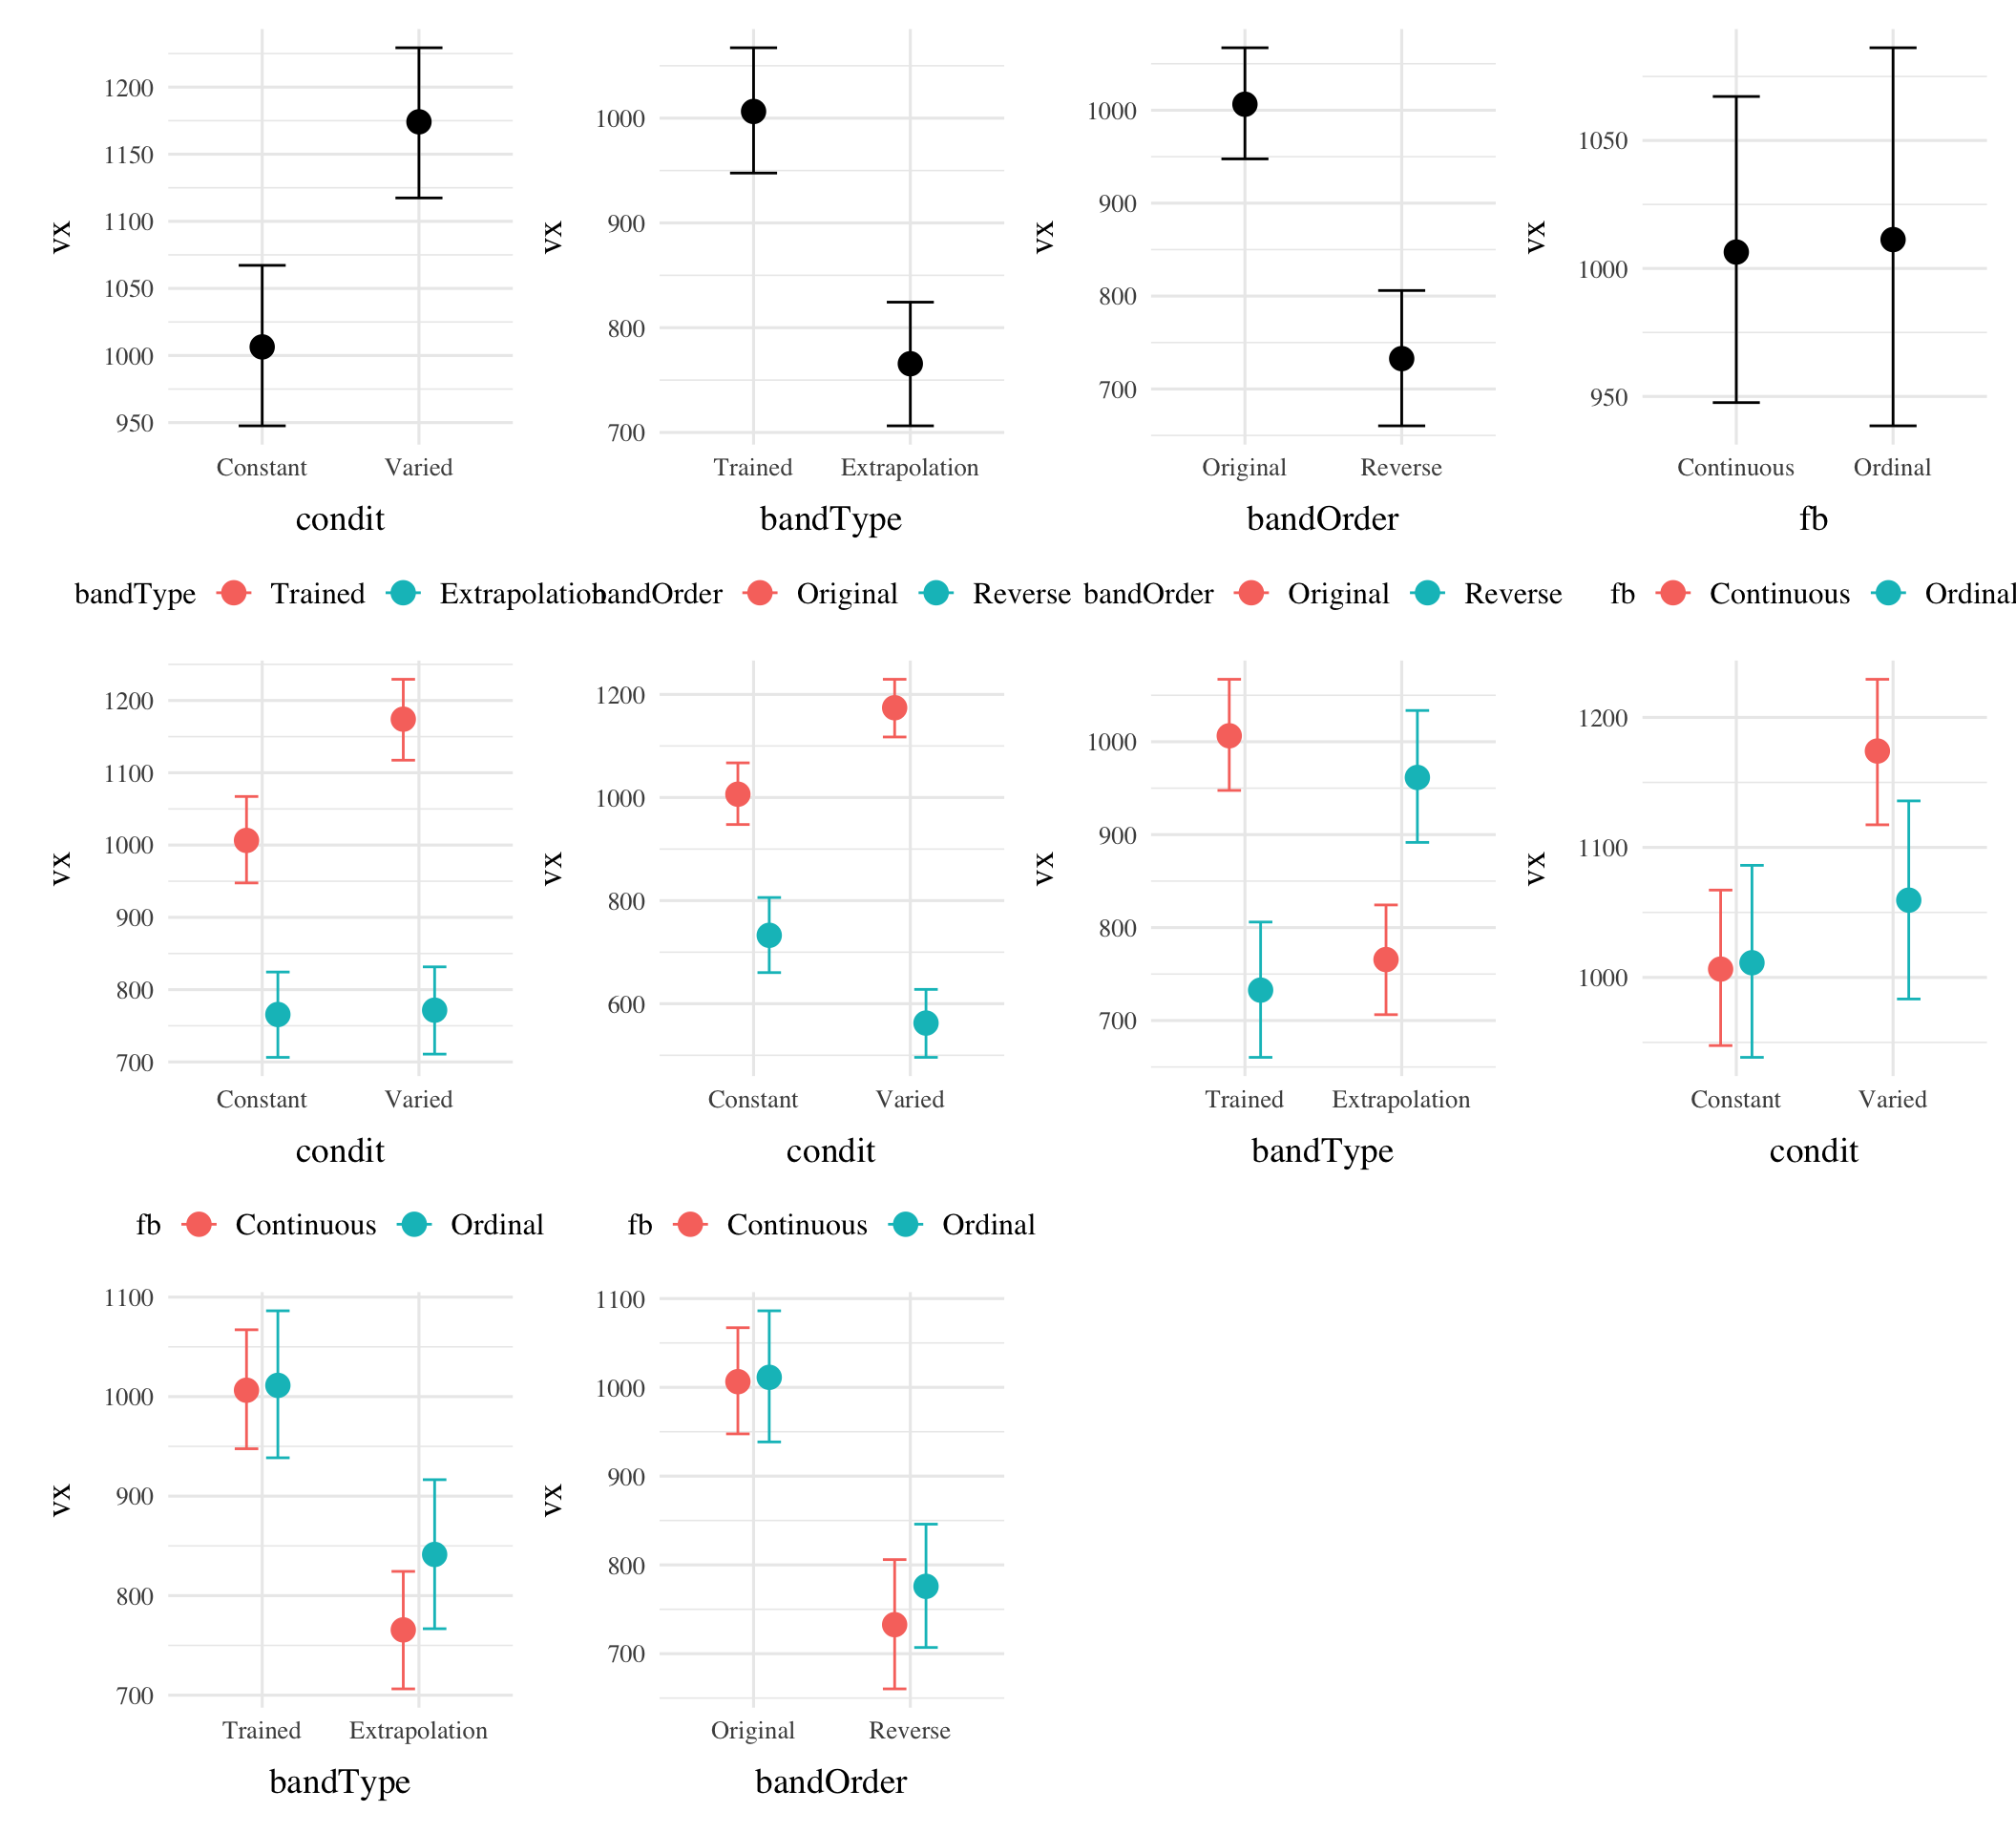 1200
1150
1100
1050
1000
950
vx
Constant Varied
condit
1000
900
800
700
vx
Trained Extrapolation
bandType
1000
900
800
700
vx
Original Reverse
bandOrder
1050
1000
950
vx
Continuous Ordinal
fb
bandType Trained Extrapolation
1200
1100
1000
900
800
700
vx
Constant Varied
condit
bandOrder Original Reverse
1200
1000
800
600
vx
Constant Varied
condit
bandOrder Original Reverse
1000
900
800
700
vx
Trained Extrapolation
bandType
fb Continuous Ordinal
1200
1100
1000
vx
Constant Varied
condit
fb Continuous Ordinal
1100
1000
900
800
700
vx
Trained Extrapolation
bandType
fb Continuous Ordinal
1100
1000
900
800
700
vx
Original Reverse
bandOrder